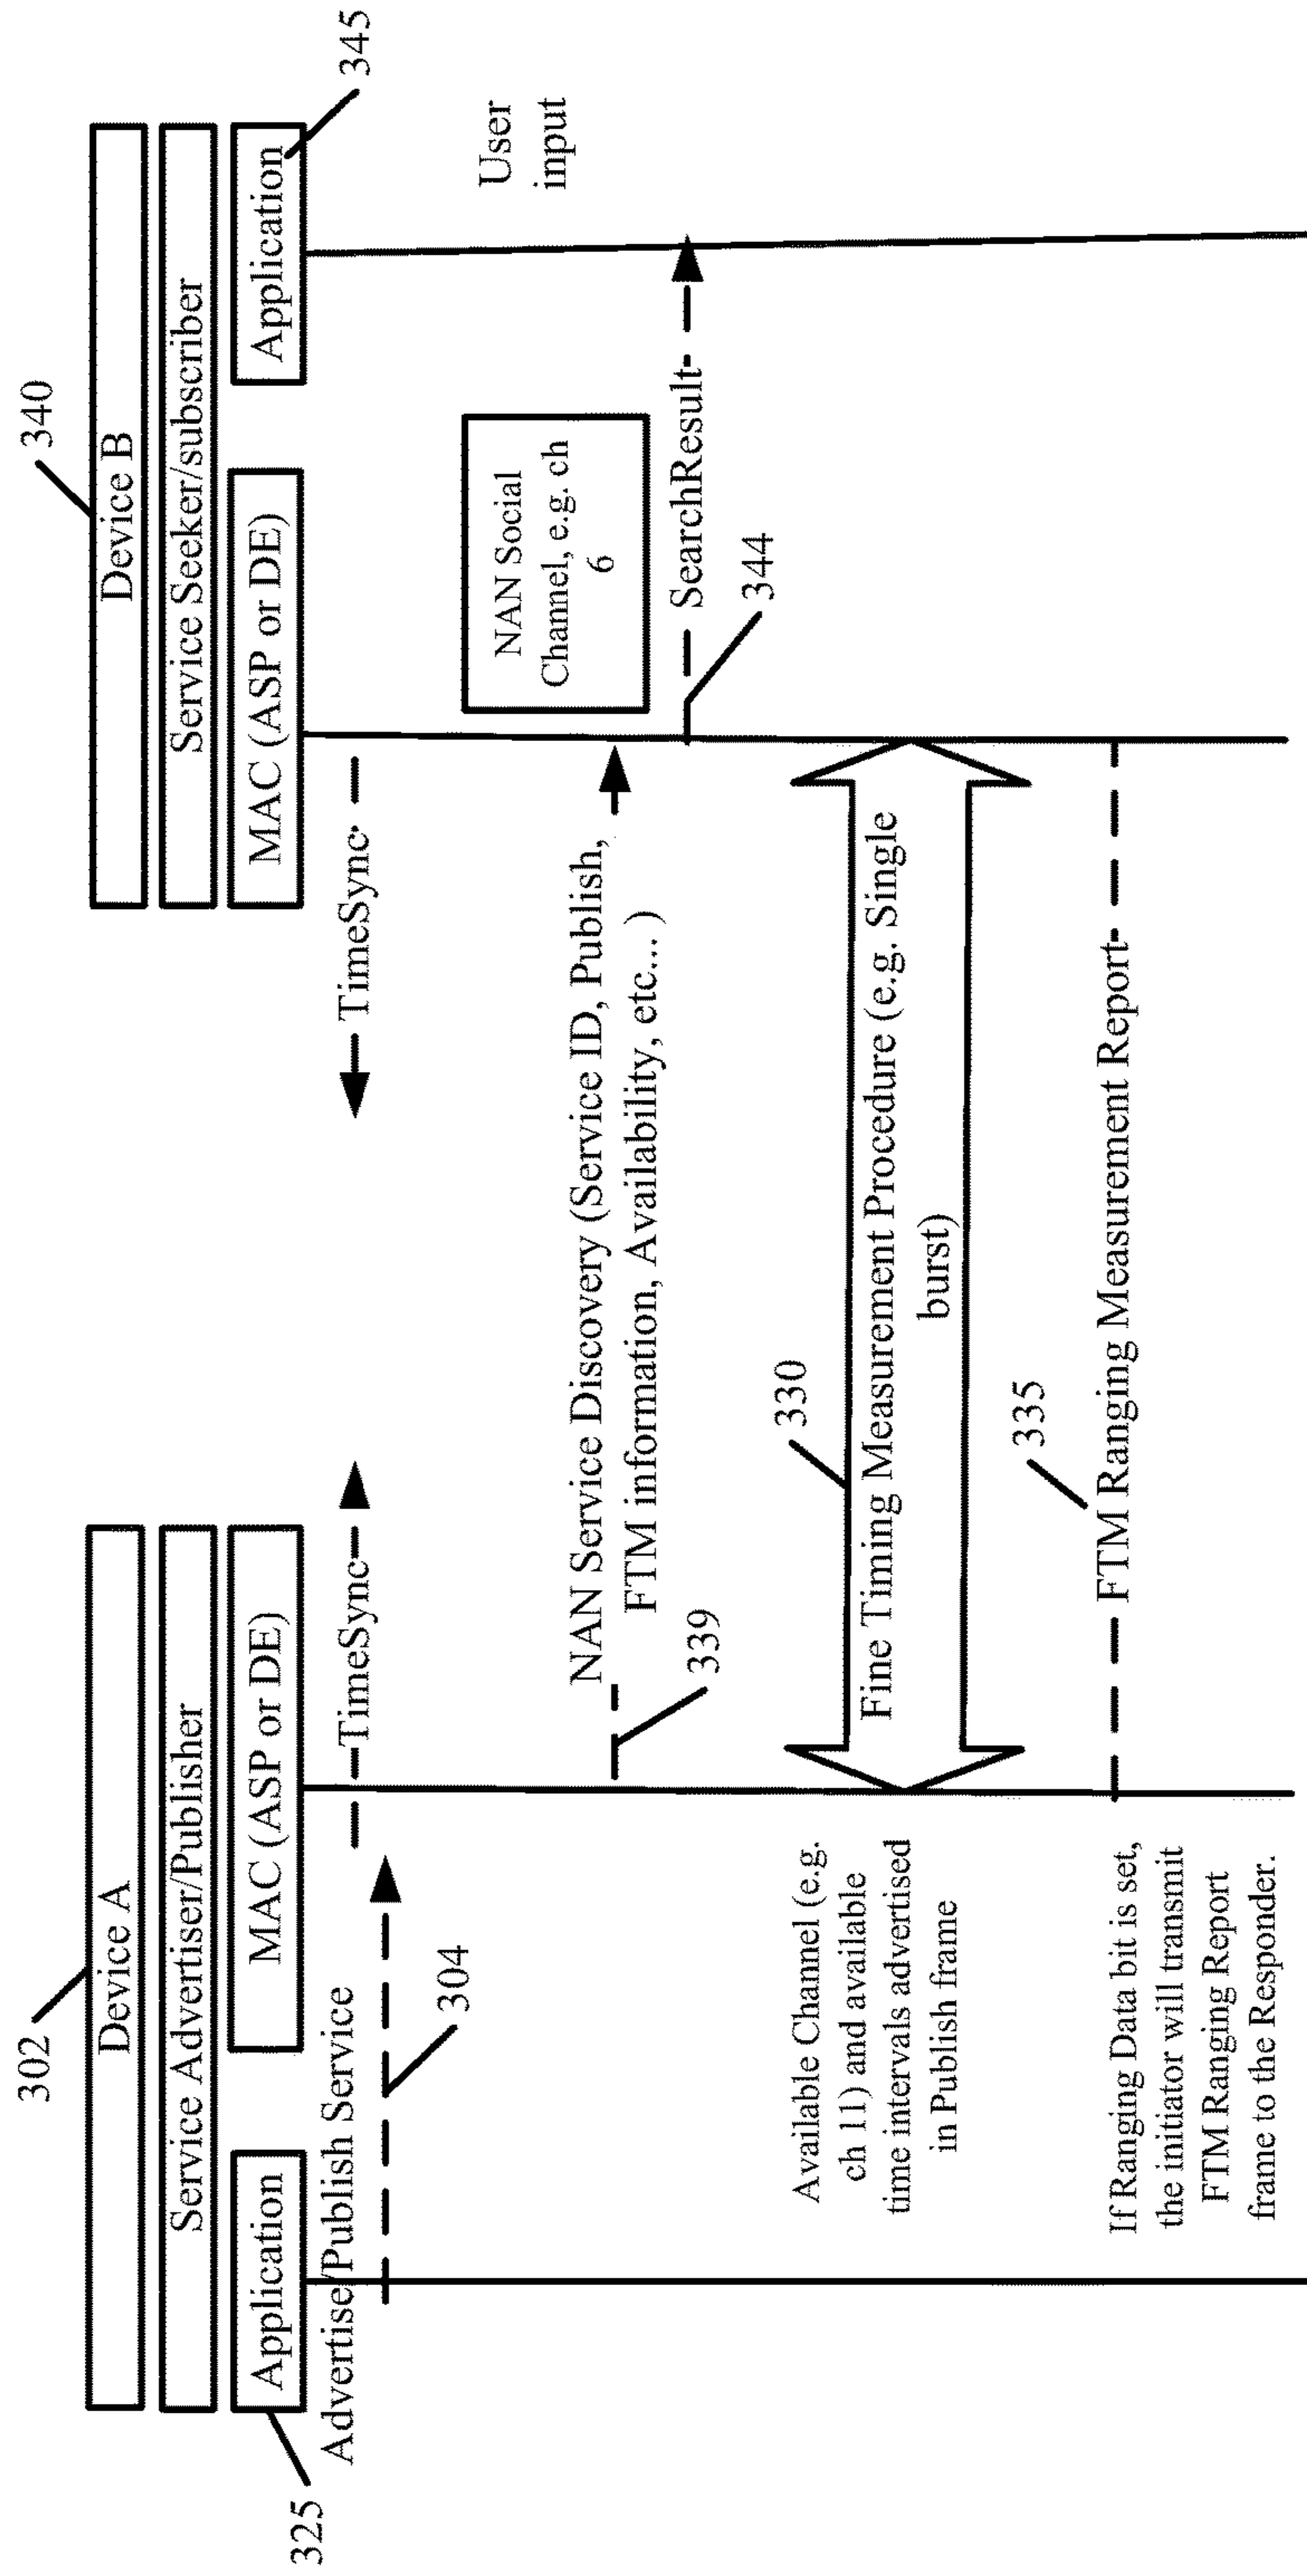 302
340
Device A
Device B
Service Advertiser/Publisher
Service Seeker/subscriber
325
Application
MAC (ASP or DE)
MAC (ASP or DE)
Application
345
Advertise/Publish Service
TimeSync
TimeSync
304
User
input
NAN Social
Channel, e.g. ch
6
NAN Service Discovery (Service ID, Publish,
FTM information, Availability, etc... )
339
SearchResult
344
330
Available Channel (e.g.
ch 11) and available
time intervals advertised
in Publish frame
Fine Timing Measurement Procedure (e.g. Single
burst)
335
If Ranging Data bit is set,
the initiator will transmit
FTM Ranging Report
frame to the Responder.
FTM Ranging Measurement Report